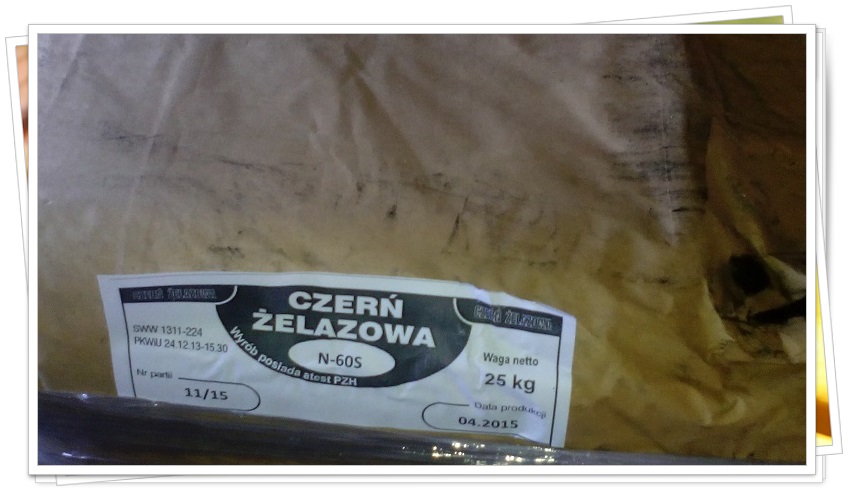 CZERŃ ŻELAZOWA
CZERŃ
ŻELAZOWA
N-60S
Wyrób posiada atest PZH
CZERŃ ŻELAZOWA
SWW 1311-224
PKWiU 24.12.13-15.30
Nr partii
11/15
Waga netto
25 kg
Data produkcji
04.2015